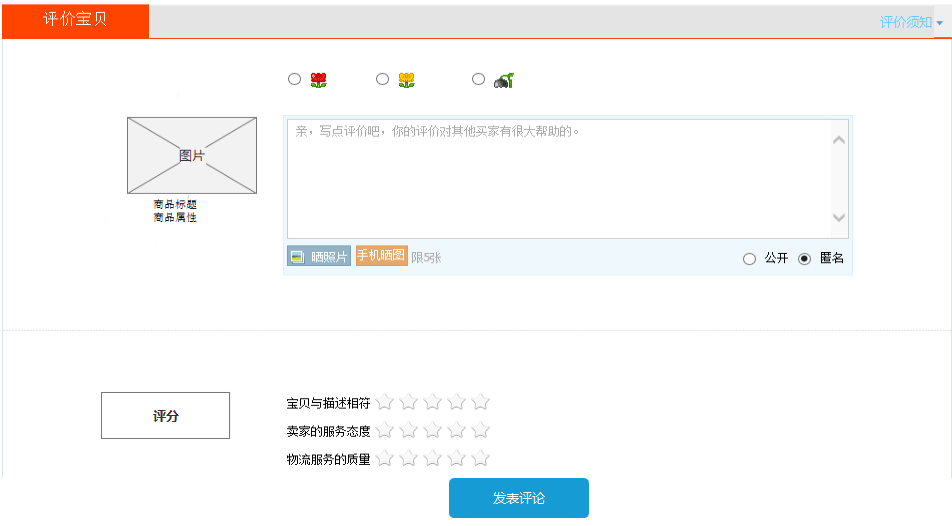 评价宝贝
评价须知
图片
商品标题
商品属性
亲，写点评价吧，你的评价对其他买家有很大帮助的。
晒照片 手机晒图 限5张
公开 匿名
评分
宝贝与描述相符
卖家的服务态度
物流服务的质量
发表评论